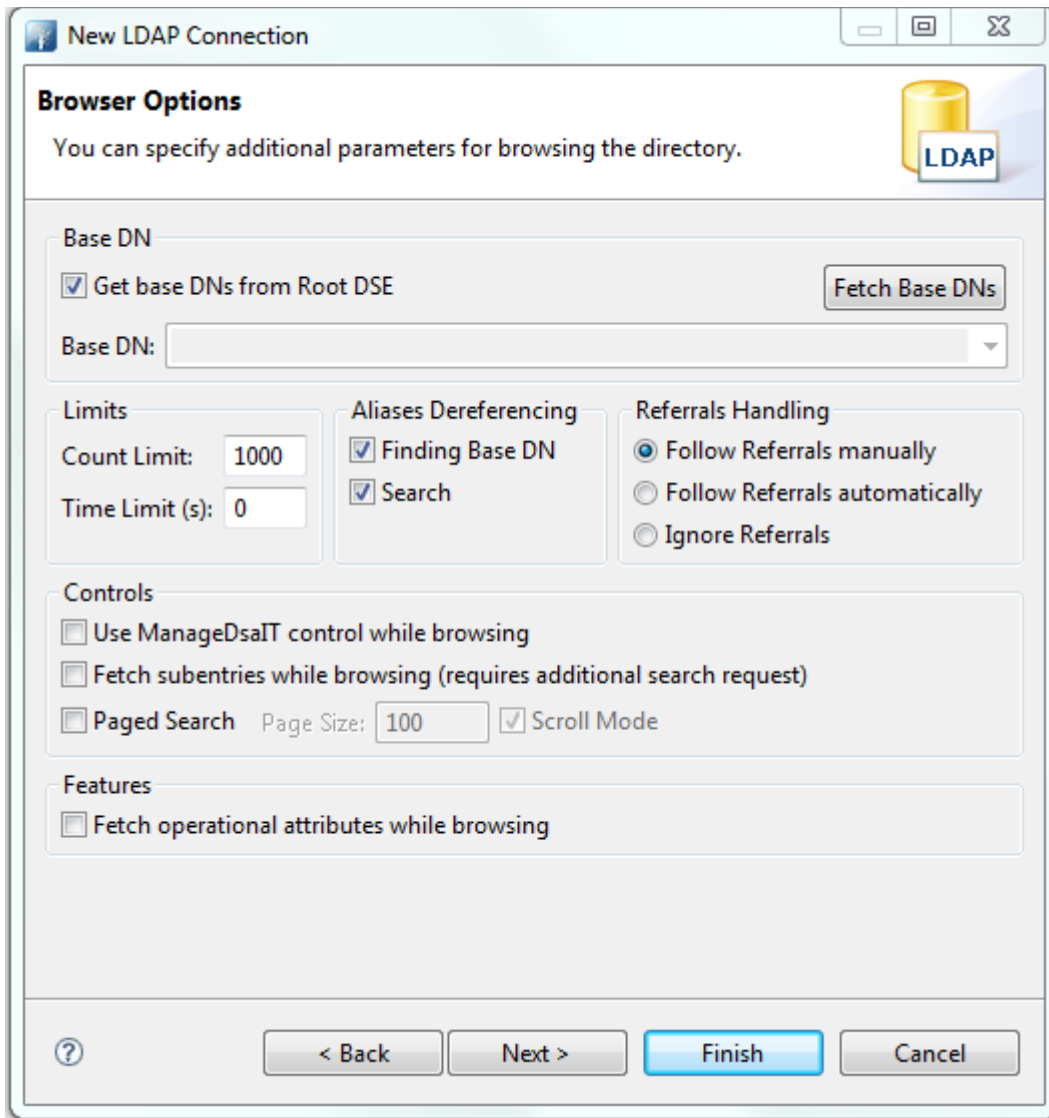 New LDAP Connection
Browser Options
You can specify additional parameters for browsing the directory.
LDAP
Base DN
Get base DNs from Root DSE
Fetch Base DNs
Base DN:
Limits
Count Limit: 1000
Time Limit (s): 0
Aliases Dereferencing
Finding Base DN
Search
Referrals Handling
Follow Referrals manually
Follow Referrals automatically
Ignore Referrals
Controls
Use ManageDsaIT control while browsing
Fetch subentries while browsing (requires additional search request)
Paged Search Page Size: 100 Scroll Mode
Features
Fetch operational attributes while browsing
?
< Back Next > Finish Cancel